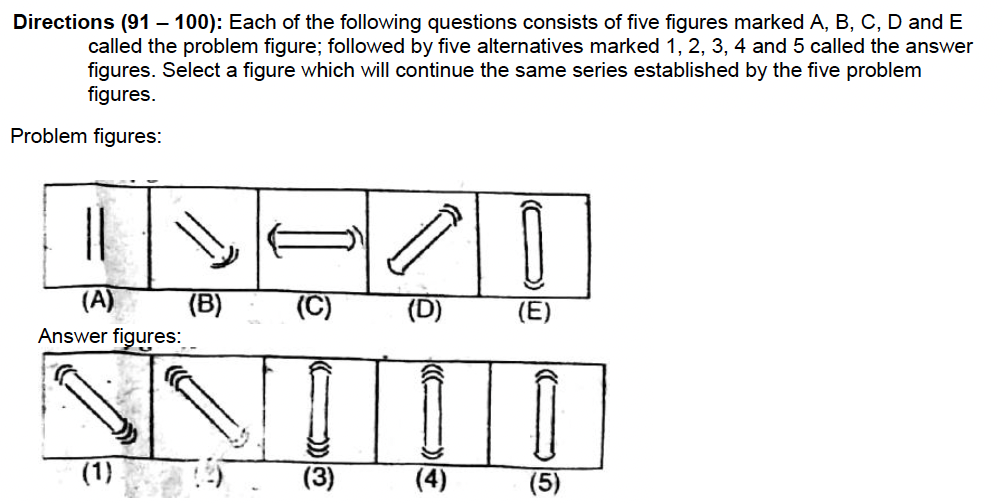 Directions (91 – 100): Each of the following questions consists of five figures marked A, B, C, D and E
called the problem figure; followed by five alternatives marked 1, 2, 3, 4 and 5 called the answer
figures. Select a figure which will continue the same series established by the five problem
figures.
Problem figures:
(A) (B) (C) (D) (E)
Answer figures:
(1) (3) (4) (5)